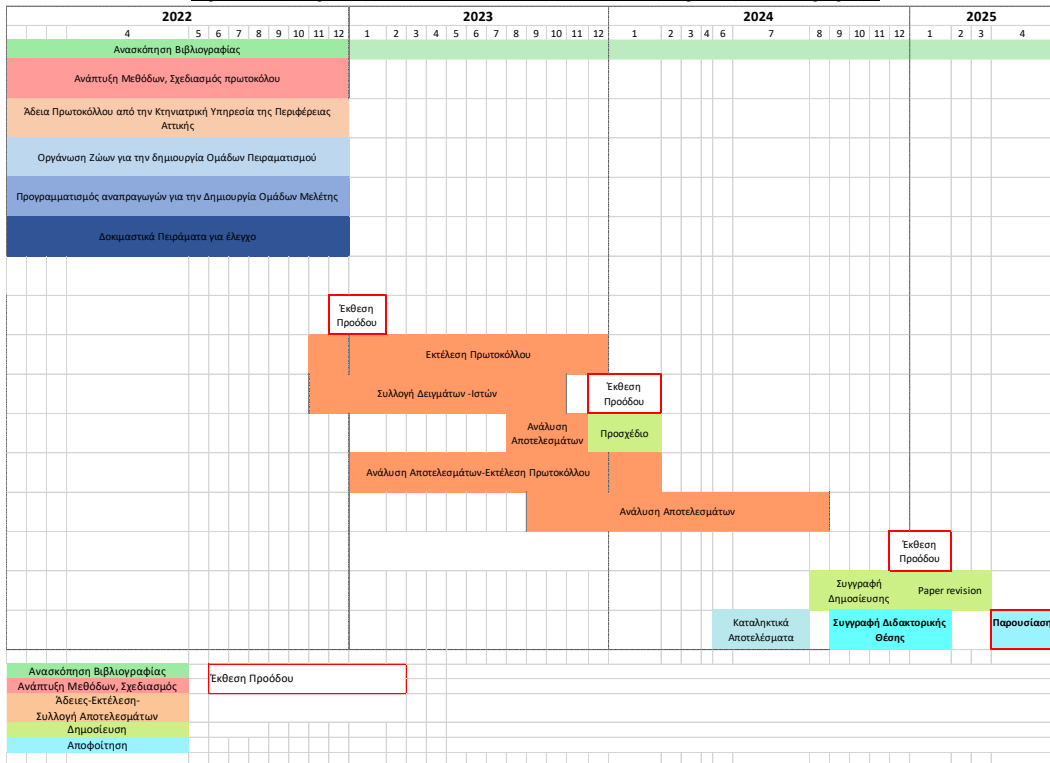 2022 2023 2024 2025
4 5 6 7 8 9 10 11 12 1 2 3 4 5 6 7 8 9 10 11 12 1 2 3 4 6 7 8 9 10 11 12 1 2 3 4
Ανασκόπηση Βιβλιογραφίας
Ανάπτυξη Μεθόδων, Σχεδιασμός πρωτοκόλου
Άδεια Πρωτοκόλλου από την Κτηνιατρική Υπηρεσία της Περιφέρειας
Αττικής
Οργάνωση Ζώων για την δημιουργία Ομάδων Πειραματισμού
Προγραμματισμός αναπραγωγών για την Δημιουργία Ομάδων Μελέτης
Δοκιμαστικά Πειράματα για έλεγχο
Έκθεση
Προόδου
Εκτέλεση Πρωτοκόλλου
Συλλογή Δειγμάτων -Ιστών
Έκθεση
Προόδου
Ανάλυση
Αποτελεσμάτων
Προσχέδιο
Ανάλυση Αποτελεσμάτων-Εκτέλεση Πρωτοκόλλου
Ανάλυση Αποτελεσμάτων
Έκθεση
Προόδου
Συγγραφή
Δημοσίευσης
Paper revision
Καταληκτικά
Αποτελέσματα
Συγγραφή Διδακτορικής
Θέσης
Παρουσίαση
Ανασκόπηση Βιβλιογραφίας
Έκθεση Προόδου
Ανάπτυξη Μεθόδων, Σχεδιασμός
Άδειες-Εκτέλεση-
Συλλογή Αποτελεσμάτων
Δημοσίευση
Αποφοίτηση